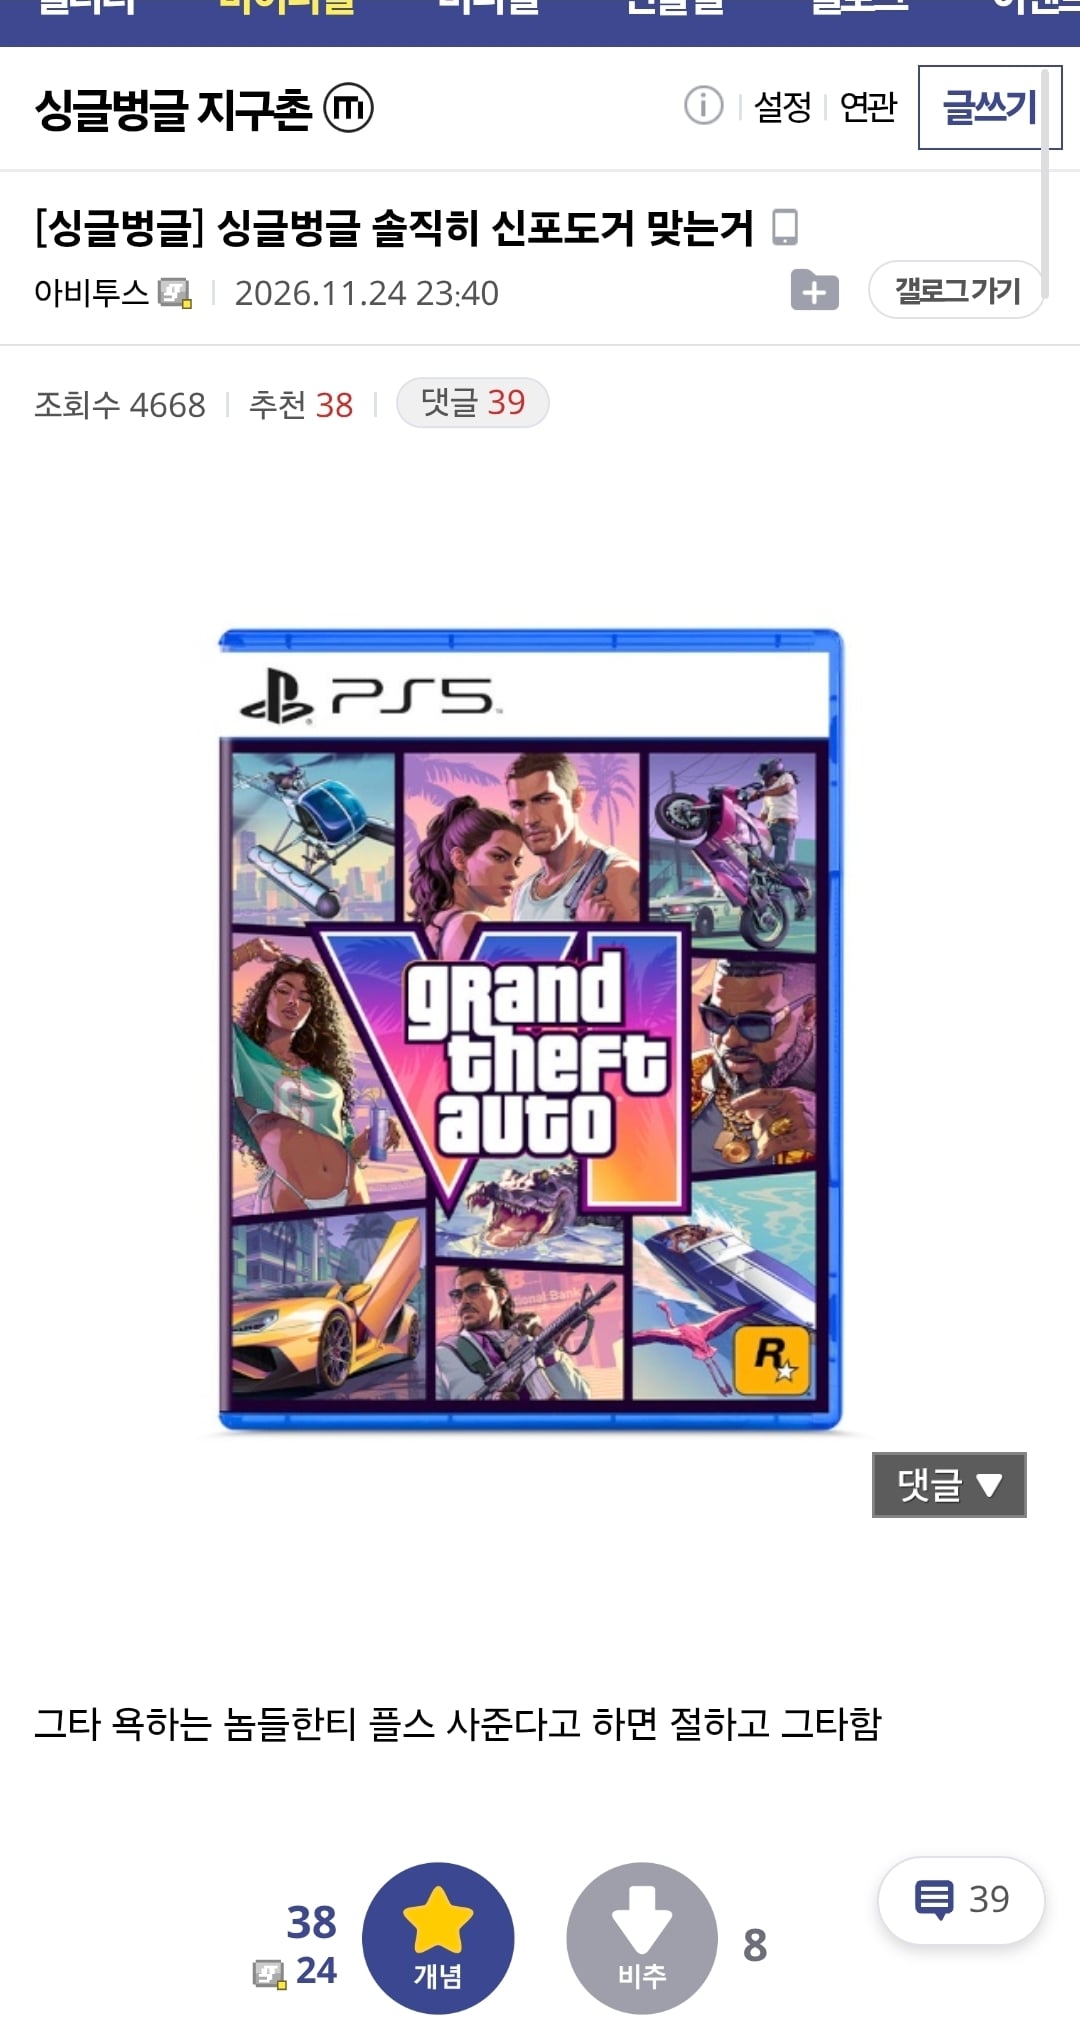 싱글벙글 지구촌 ⓜ
설정 연관 글쓰기
[싱글벙글] 싱글벙글 솔직히 신포도거 맞는거
아비투스 2026.11.24 23:40
갤로그 가기
조회수 4668 추천 38 댓글 39
PS5
VI
grand
theft
auto
R
댓글 ▼
그타 욕하는 놈들한티 플스 사준다고 하면 절하고 그타함
38
24
개념
비추
8
39